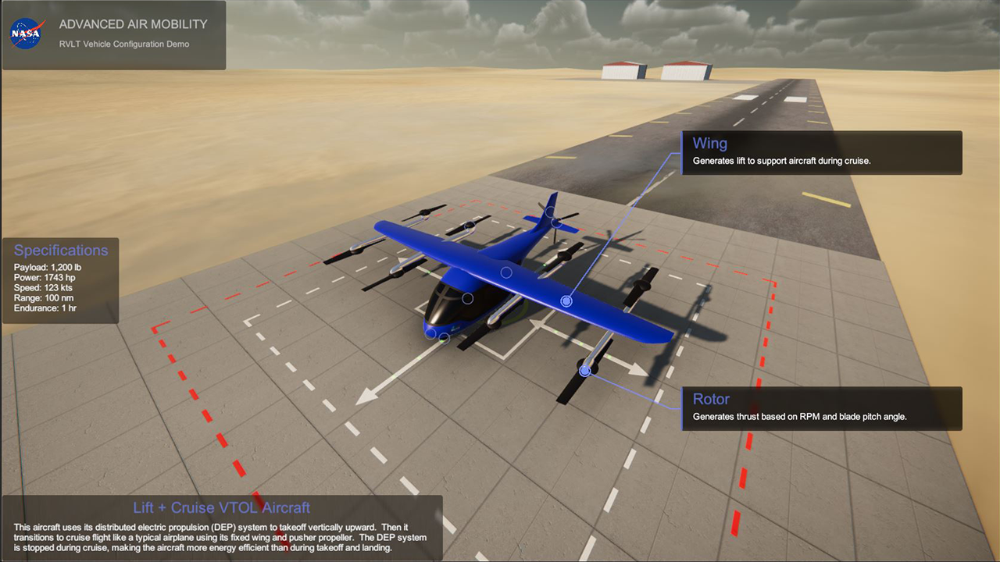 NASA
ADVANCED AIR MOBILITY
RVLT Vehicle Configuration Demo
Wing
Generates lift to support aircraft during cruise.
Specifications
Payload: 1,200 lb
Power: 1743 hp
Speed: 123 kts
Range: 100 nm
Endurance: 1 hr
Rotor
Generates thrust based on RPM and blade pitch angle.
Lift + Cruise VTOL Aircraft
This aircraft uses its distributed electric propulsion (DEP) system to takeoff vertically upward. Then it
transitions to cruise flight like a typical airplane using its fixed wing and pusher propeller. The DEP system
is stopped during cruise, making the aircraft more energy efficient than during takeoff and landing.